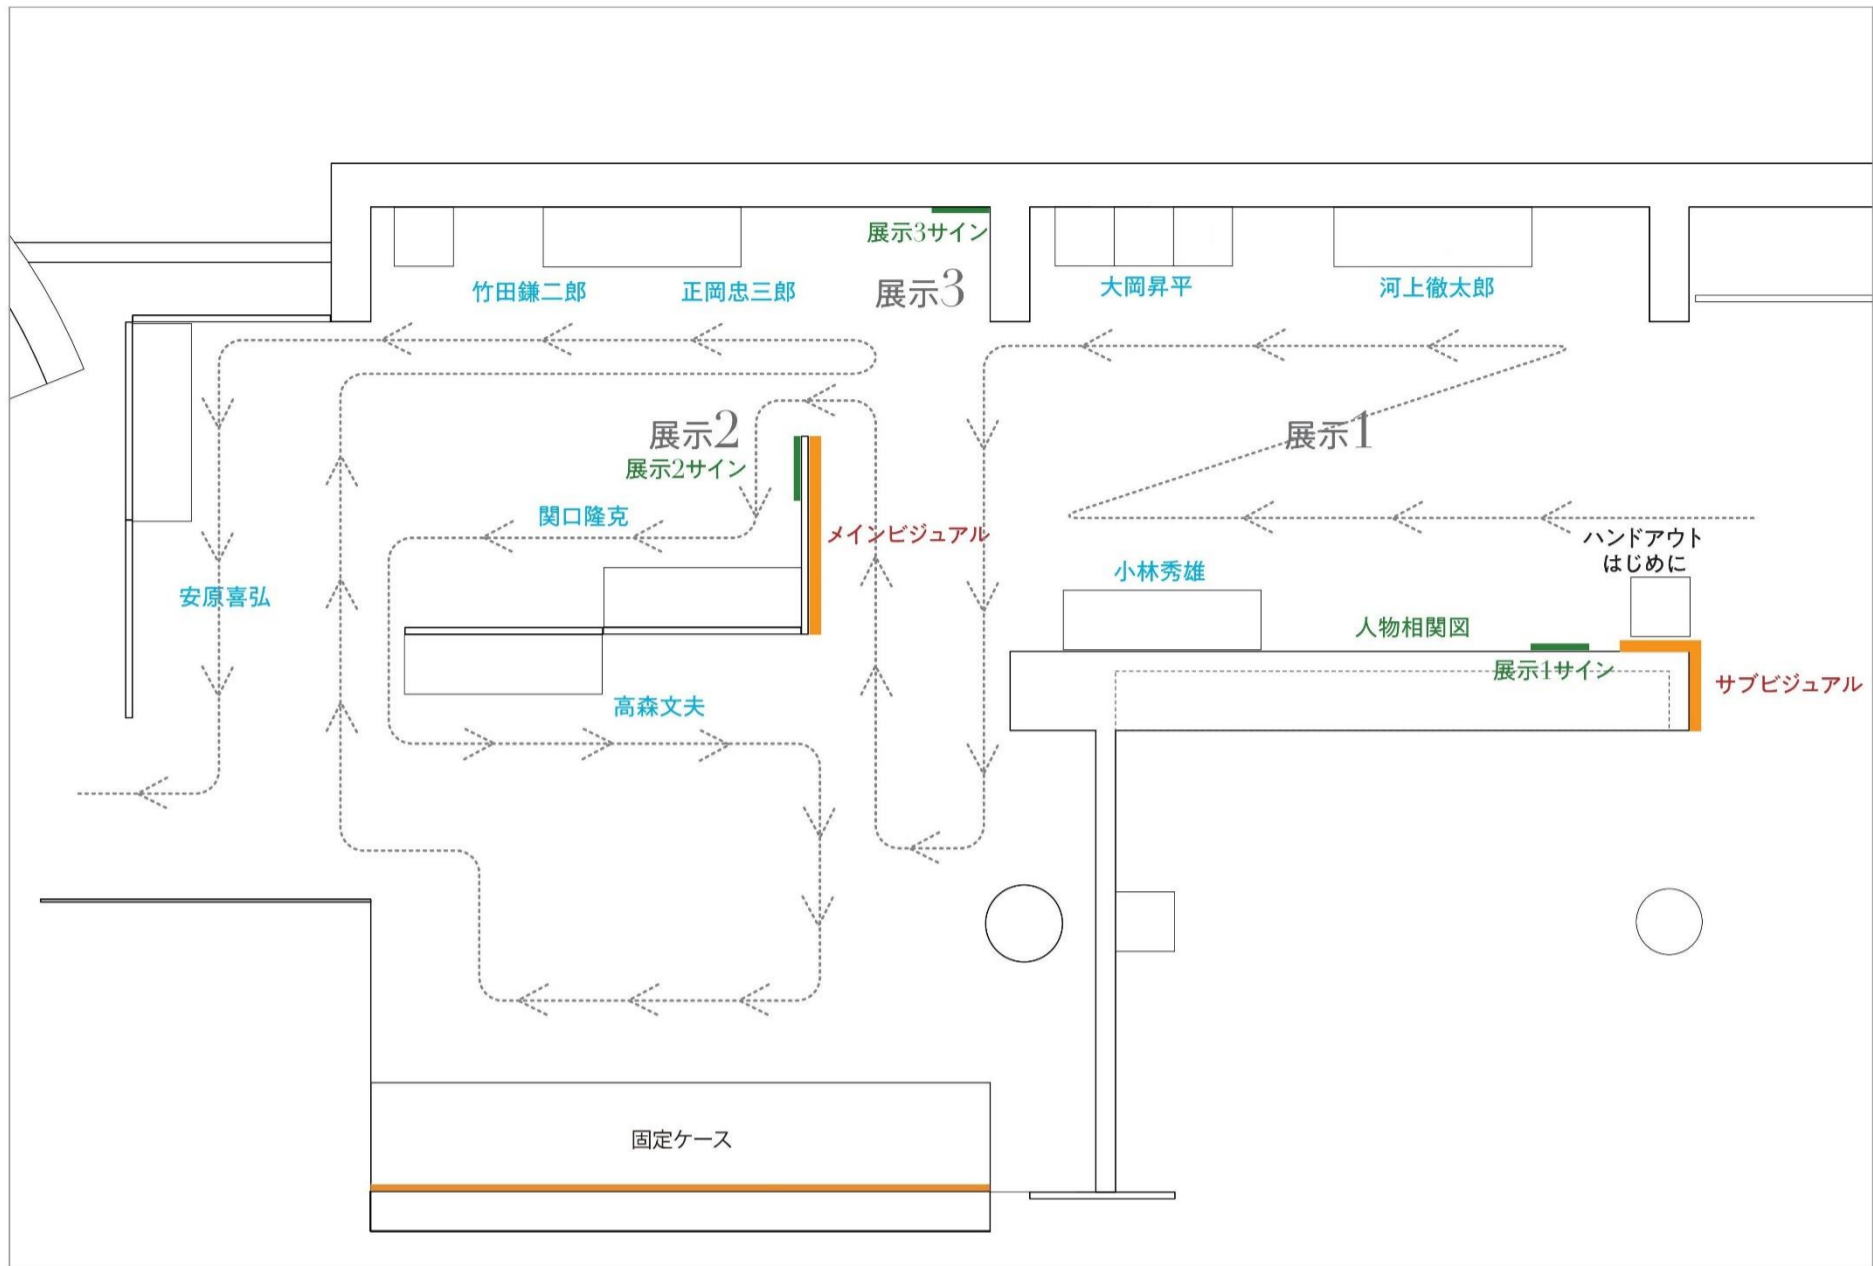 展示3サイン
竹田鎌二郎
正岡忠三郎
展示3
大岡昇平
河上徹太郎
展示2
展示2サイン
展示1
関口隆克
メインビジュアル
ハンドアウト
はじめに
小林秀雄
安原喜弘
人物相関図
展示1サイン
サブビジュアル
高森文夫
固定ケース